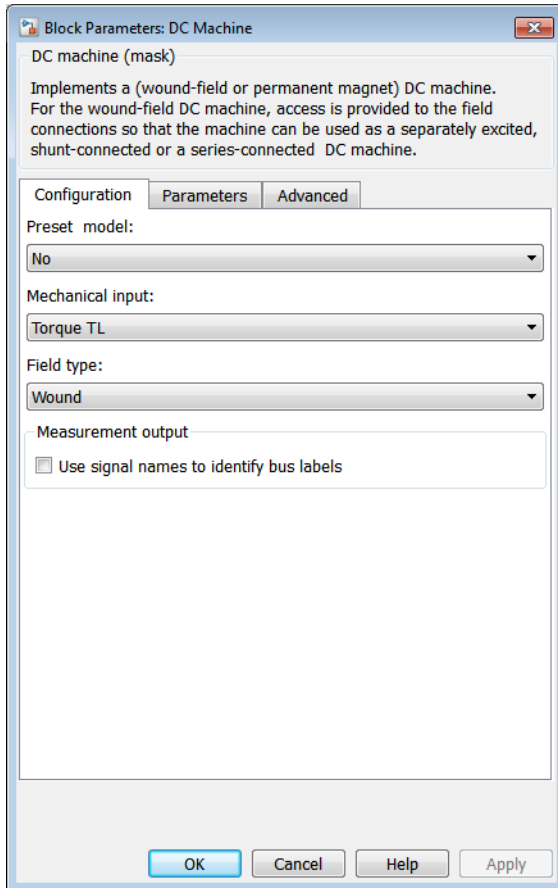 Block Parameters: DC Machine
DC machine (mask)
Implements a (wound-field or permanent magnet) DC machine.
For the wound-field DC machine, access is provided to the field
connections so that the machine can be used as a separately excited,
shunt-connected or a series-connected DC machine.
Configuration Parameters Advanced
Preset model:
No
Mechanical input:
Torque TL
Field type:
Wound
Measurement output
Use signal names to identify bus labels
OK Cancel Help Apply